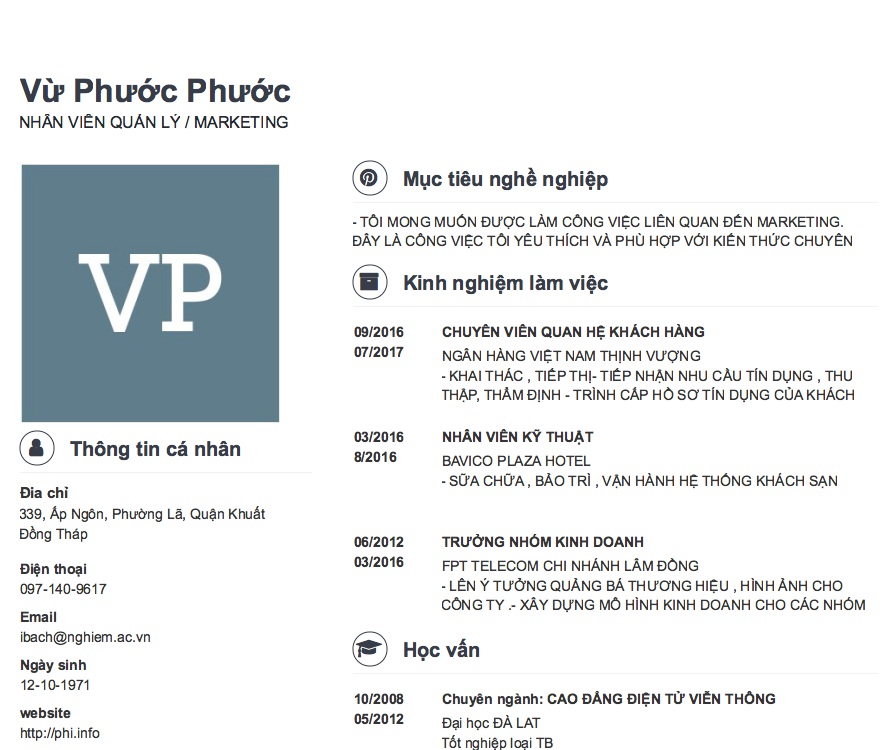 Vừ Phước Phước
NHÂN VIÊN QUẢN LÝ / MARKETING
VP
Thông tin cá nhân
Đia chỉ
339, Ấp Ngôn, Phường Lã, Quận Khuất
Đồng Tháp
Điện thoại
097-140-9617
Email
ibach@nghiem.ac.vn
Ngày sinh
12-10-1971
website
http://phi.info
Mục tiêu nghề nghiệp
- TÔI MONG MUỐN ĐƯỢC LÀM CÔNG VIỆC LIÊN QUAN ĐẾN MARKETING.
ĐÂY LÀ CÔNG VIỆC TÔI YÊU THÍCH VÀ PHÙ HỢP VỚI KIẾN THỨC CHUYÊN
Kinh nghiệm làm việc
09/2016 CHUYÊN VIÊN QUAN HỆ KHÁCH HÀNG
07/2017 NGÂN HÀNG VIỆT NAM THỊNH VƯỢNG
- KHAI THÁC , TIẾP THỊ- TIẾP NHẬN NHU CẦU TÍN DỤNG , THU
THẬP, THẨM ĐỊNH - TRÌNH CẤP HỒ SƠ TÍN DỤNG CỦA KHÁCH
03/2016 NHÂN VIÊN KỸ THUẬT
8/2016 BAVICO PLAZA HOTEL
- SỮA CHỮA , BẢO TRÌ , VẬN HÀNH HỆ THỐNG KHÁCH SẠN
06/2012 TRƯỞNG NHÓM KINH DOANH
03/2016 FPT TELECOM CHI NHÁNH LÂM ĐỒNG
- LÊN Ý TƯỞNG QUẢNG BÁ THƯƠNG HIỆU , HÌNH ẢNH CHO
CÔNG TY .- XÂY DỰNG MÔ HÌNH KINH DOANH CHO CÁC NHÓM
Học vấn
10/2008 Chuyên ngành: CAO ĐẲNG ĐIỆN TỬ VIỄN THÔNG
05/2012 Đại học ĐÀ LẠT
Tốt nghiệp loại TB